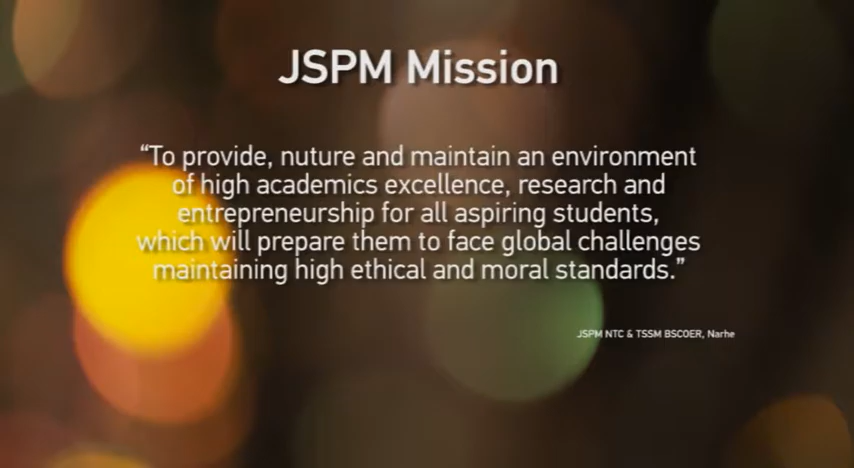 JSPM Mission
“To provide, nuture and maintain an environment
of high academics excellence, research and
entrepreneurship for all aspiring students,
which will prepare them to face global challenges
maintaining high ethical and moral standards.”
JSPM NTC & TSSM BSCOER, Narhe